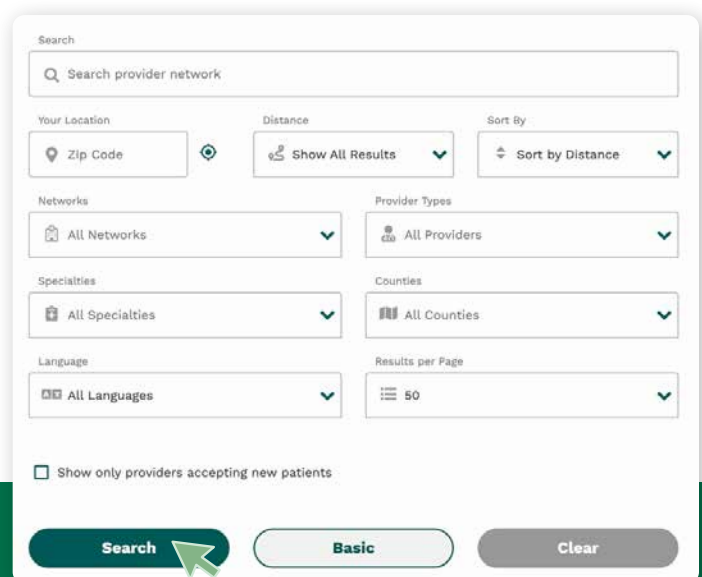 Search
Search provider network
Your Location Distance Sort By
Zip Code Show All Results Sort by Distance
Networks Provider Types
All Networks All Providers
Specialties Counties
All Specialties All Counties
Language Results per Page
All Languages 50
Show only providers accepting new patients
Search Basic Clear